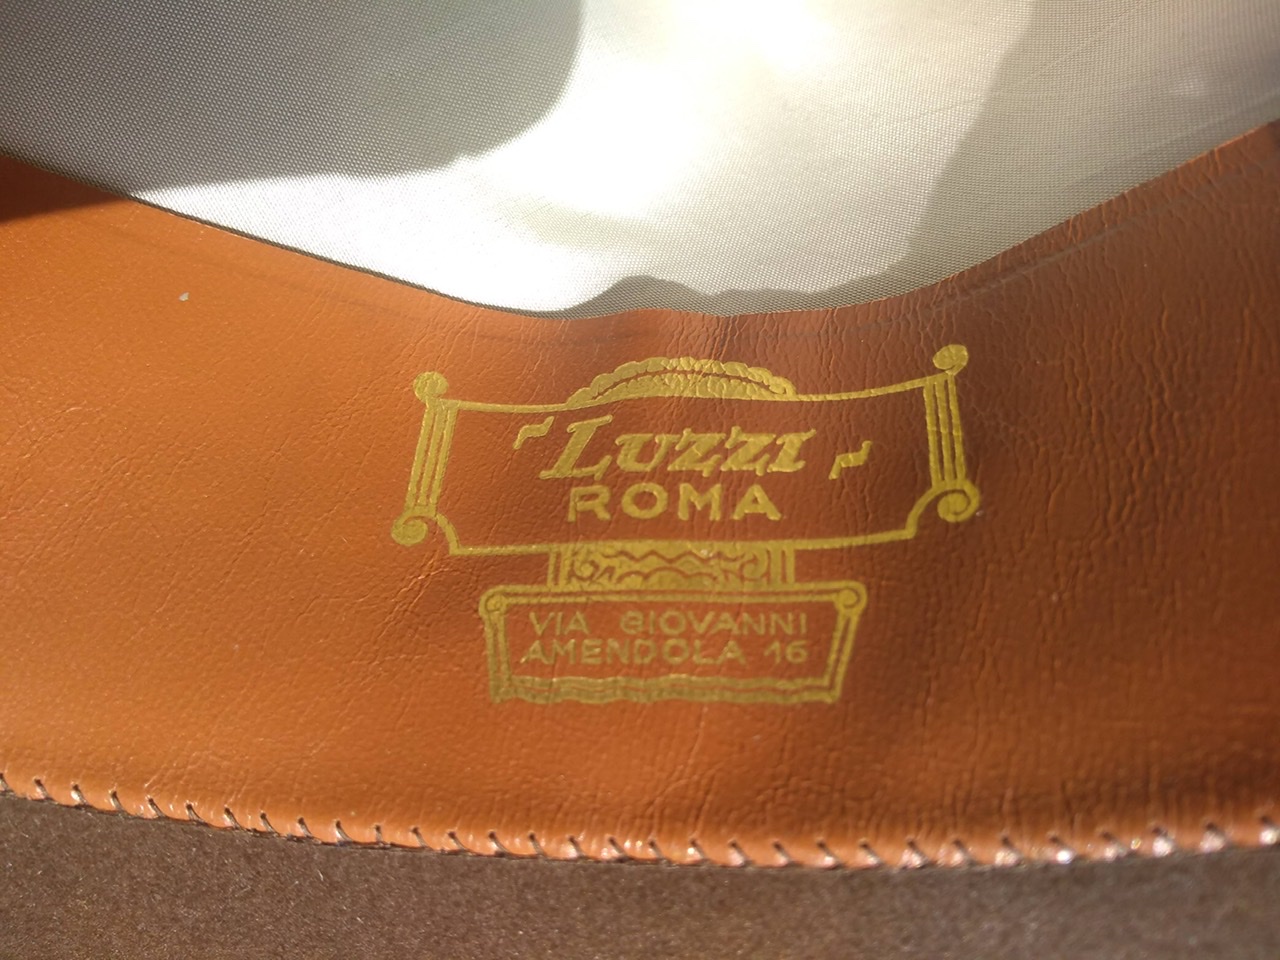 Luzzi
ROMA
VIA GIOVANNI
AMENDOLA 16